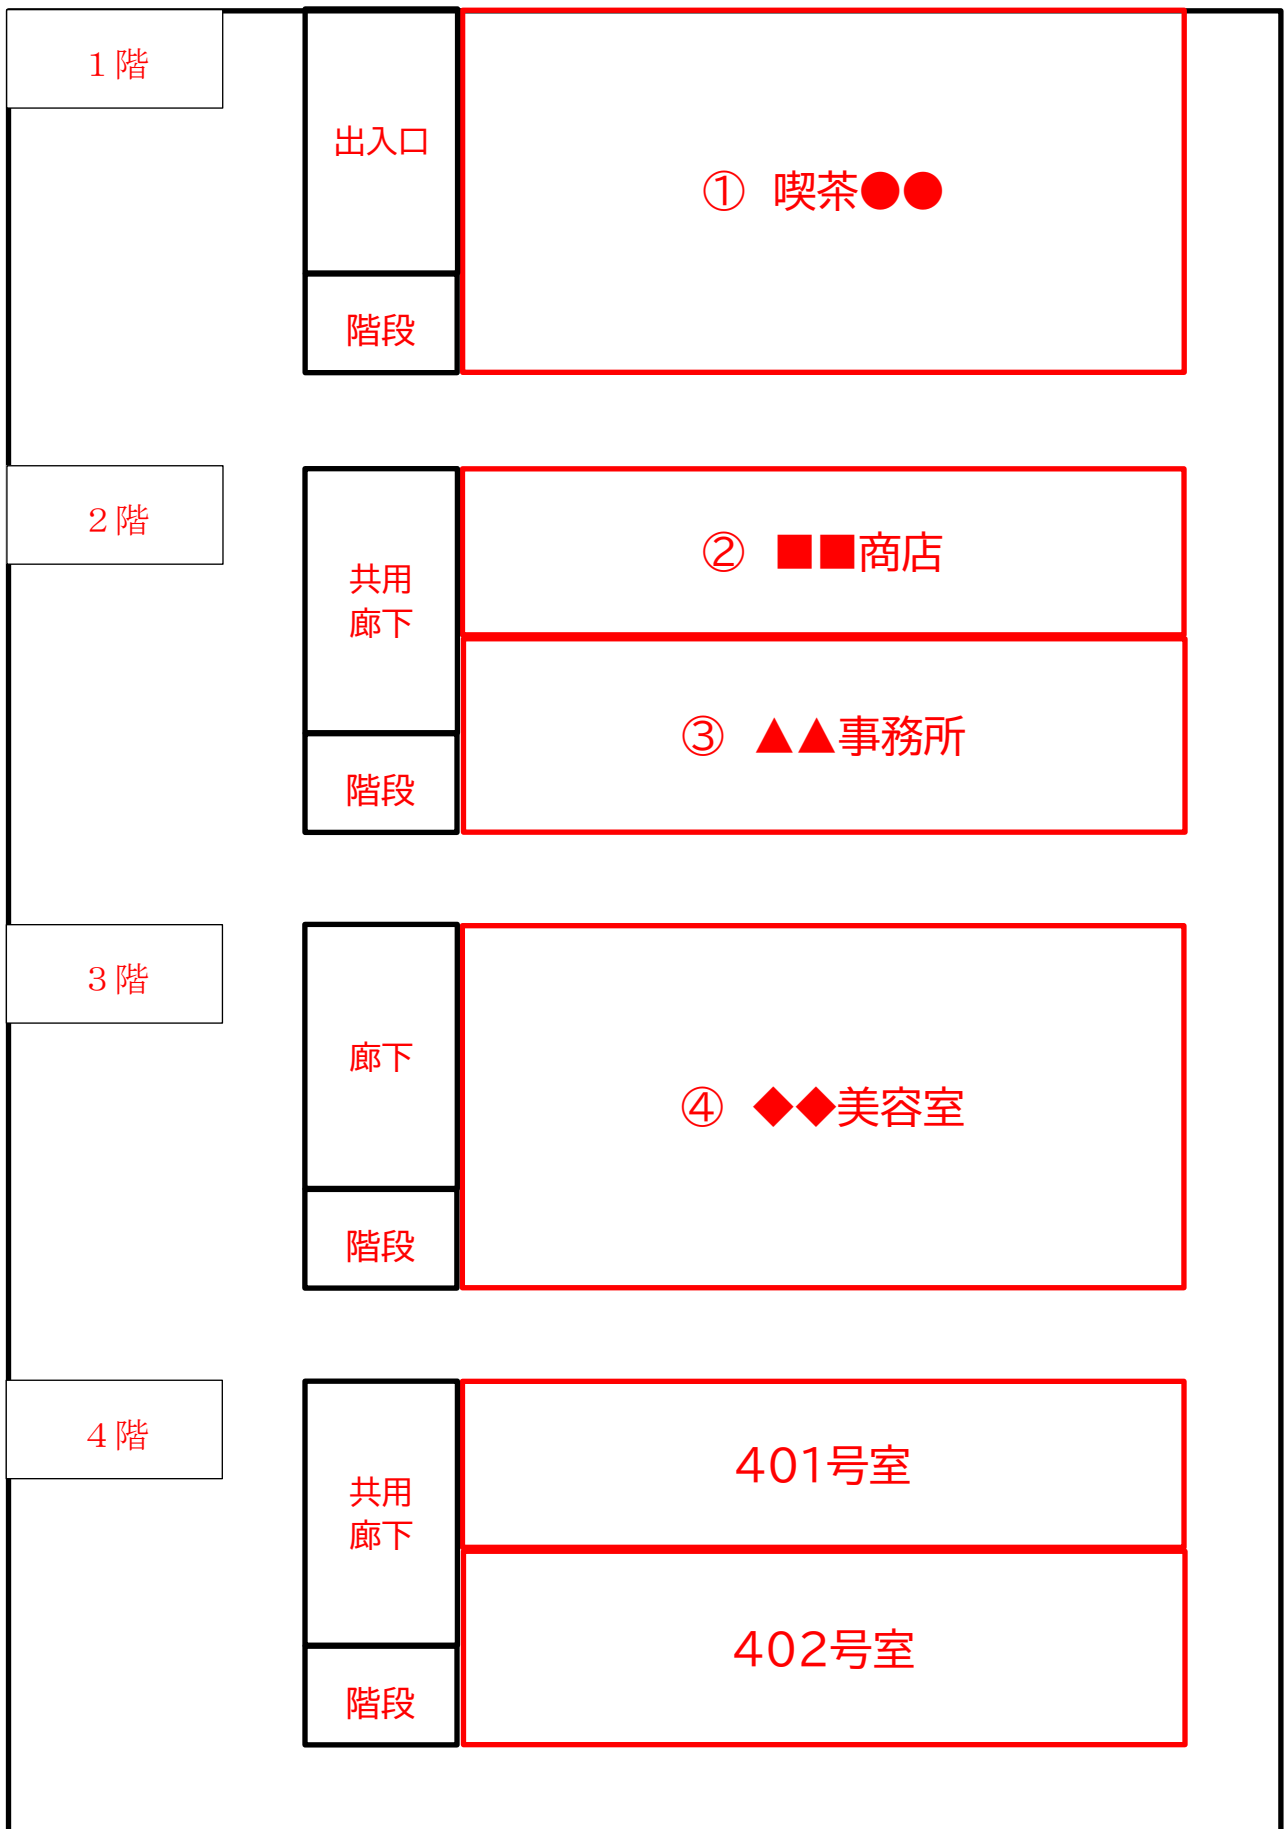 １階
出入口
① 喫茶●●
階段
２階
② ■■商店
共用
廊下
③ ▲▲事務所
階段
３階
廊下
④ ◆◆美容室
階段
４階
401号室
共用
廊下
402号室
階段